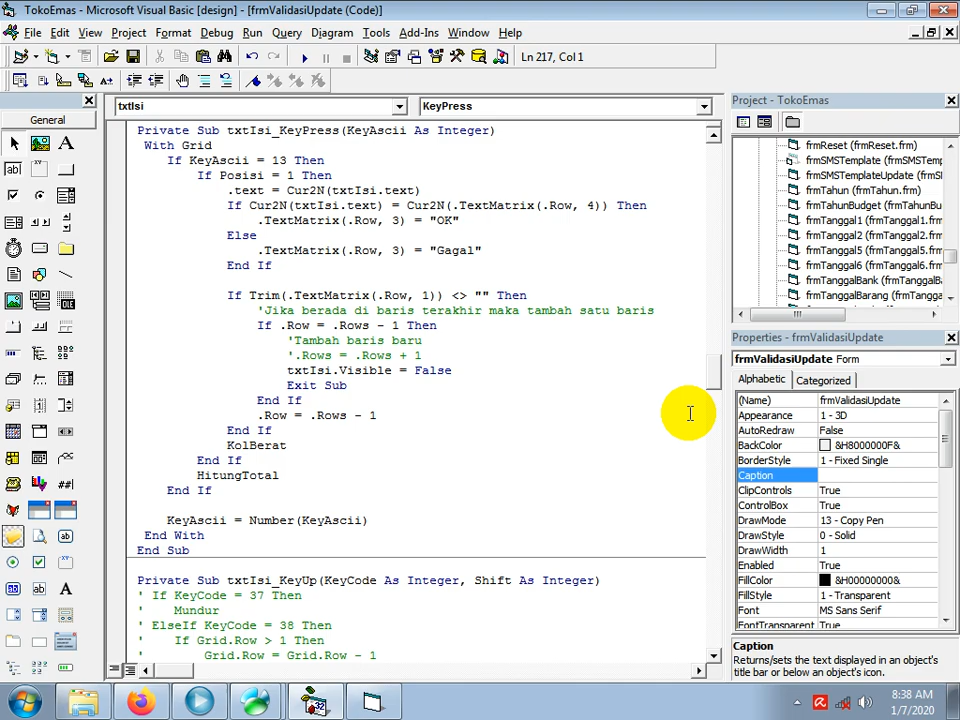 TokoEmas - Microsoft Visual Basic [design] - [frmValidasiUpdate (Code)]
File Edit View Project Format Debug Run Query Diagram Tools Add-Ins Window Help
Ln 217, Col 1
General
txtIsi KeyPress
Private Sub txtIsi_KeyPress(KeyAscii As Integer)
With Grid
If KeyAscii = 13 Then
If Posisi = 1 Then
.text = Cur2N(txtIsi.text)
If Cur2N(txtIsi.text) = Cur2N(.TextMatrix(.Row, 4)) Then
.TextMatrix(.Row, 3) = "OK"
Else
.TextMatrix(.Row, 3) = "Gagal"
End If
If Trim(.TextMatrix(.Row, 1)) <> "" Then
'Jika berada di baris terakhir maka tambah satu baris
If .Row = .Rows - 1 Then
'Tambah baris baru
'.Rows = .Rows + 1
txtIsi.Visible = False
Exit Sub
End If
.Row = .Rows - 1
End If
KolBerat
End If
HitungTotal
End If
KeyAscii = Number(KeyAscii)
End With
End Sub
Private Sub txtIsi_KeyUp(KeyCode As Integer, Shift As Integer)
' If KeyCode = 37 Then
' Mundur
' ElseIf KeyCode = 38 Then
' If Grid.Row > 1 Then
' Grid.Row = Grid.Row - 1
Project - TokoEmas
frmReset (frmReset.frm)
frmSMSTemplate (frmSMSTemp
frmSMSTemplateUpdate (frmSM
frmTahun (frmTahun.frm)
frmTahunBudget (frmTahunBu
frmTanggal1 (frmTanggal1.frm
frmTanggal2 (frmTanggal2.frm
frmTanggal5 (frmTanggal5.frm
frmTanggal6 (frmTanggal6.frm
frmTanggalBank (frmTanggalBa
frmTanggalBarang (frmTanggal
Properties - frmValidasiUpdate
frmValidasiUpdate Form
Alphabetic Categorized
(Name) frmValidasiUpdate
Appearance 1 - 3D
AutoRedraw False
BackColor &H8000000F&
BorderStyle 1 - Fixed Single
Caption
ClipControls True
ControlBox True
DrawMode 13 - Copy Pen
DrawStyle 0 - Solid
DrawWidth 1
Enabled True
FillColor &H00000000&
FillStyle 1 - Transparent
Font MS Sans Serif
FontTransparent True
Caption
Returns/sets the text displayed in an object's title bar or below an object's icon.
8:38 AM
1/7/2020